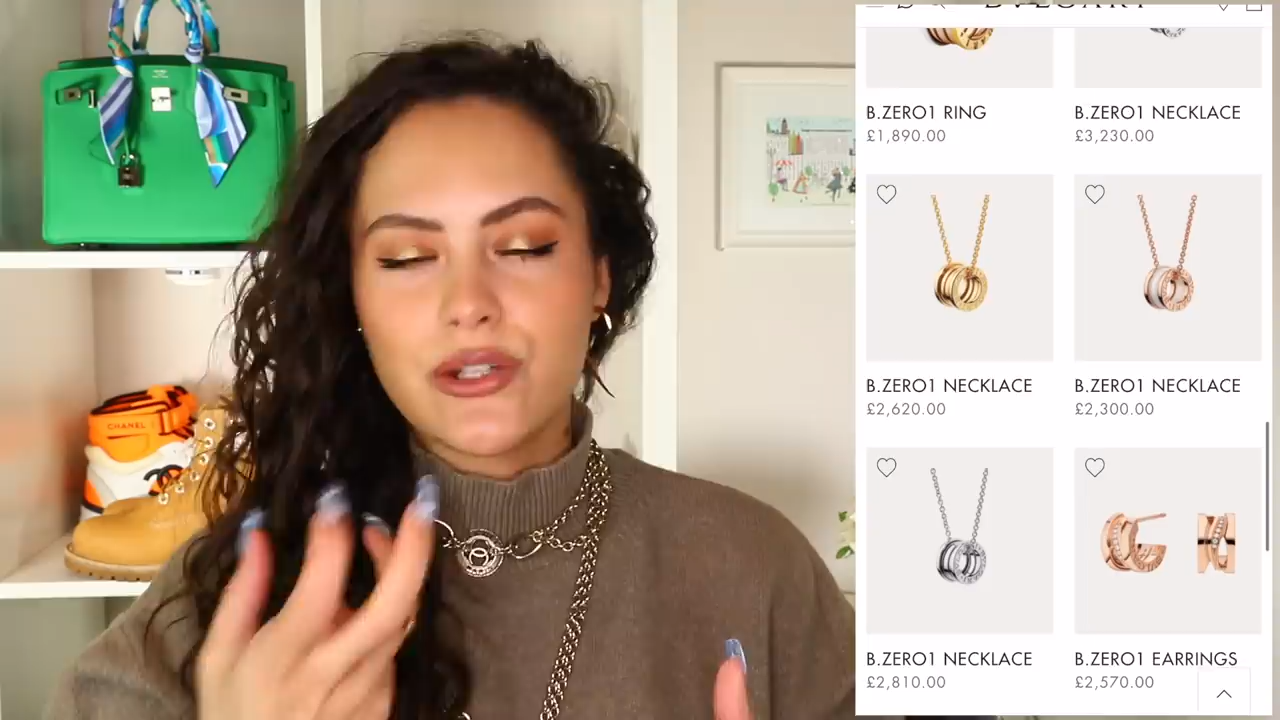 BVLGARI
B.ZERO1 RING
£1,890.00
B.ZERO1 NECKLACE
£3,230.00
B.ZERO1 NECKLACE
£2,620.00
B.ZERO1 NECKLACE
£2,300.00
B.ZERO1 NECKLACE
£2,810.00
B.ZERO1 EARRINGS
£2,570.00
CHANEL